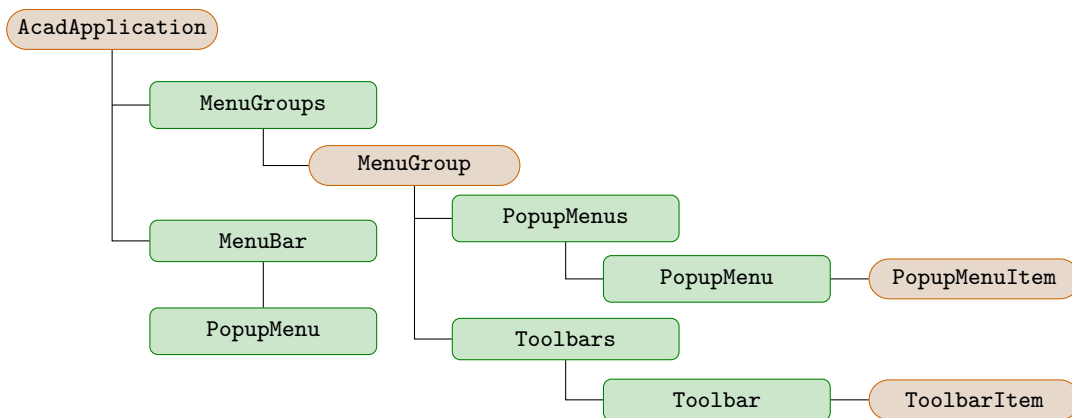 AcadApplication
MenuGroups
MenuGroup
PopupMenus
MenuBar
PopupMenu
PopupMenuItem
PopupMenu
Toolbars
Toolbar
ToolbarItem